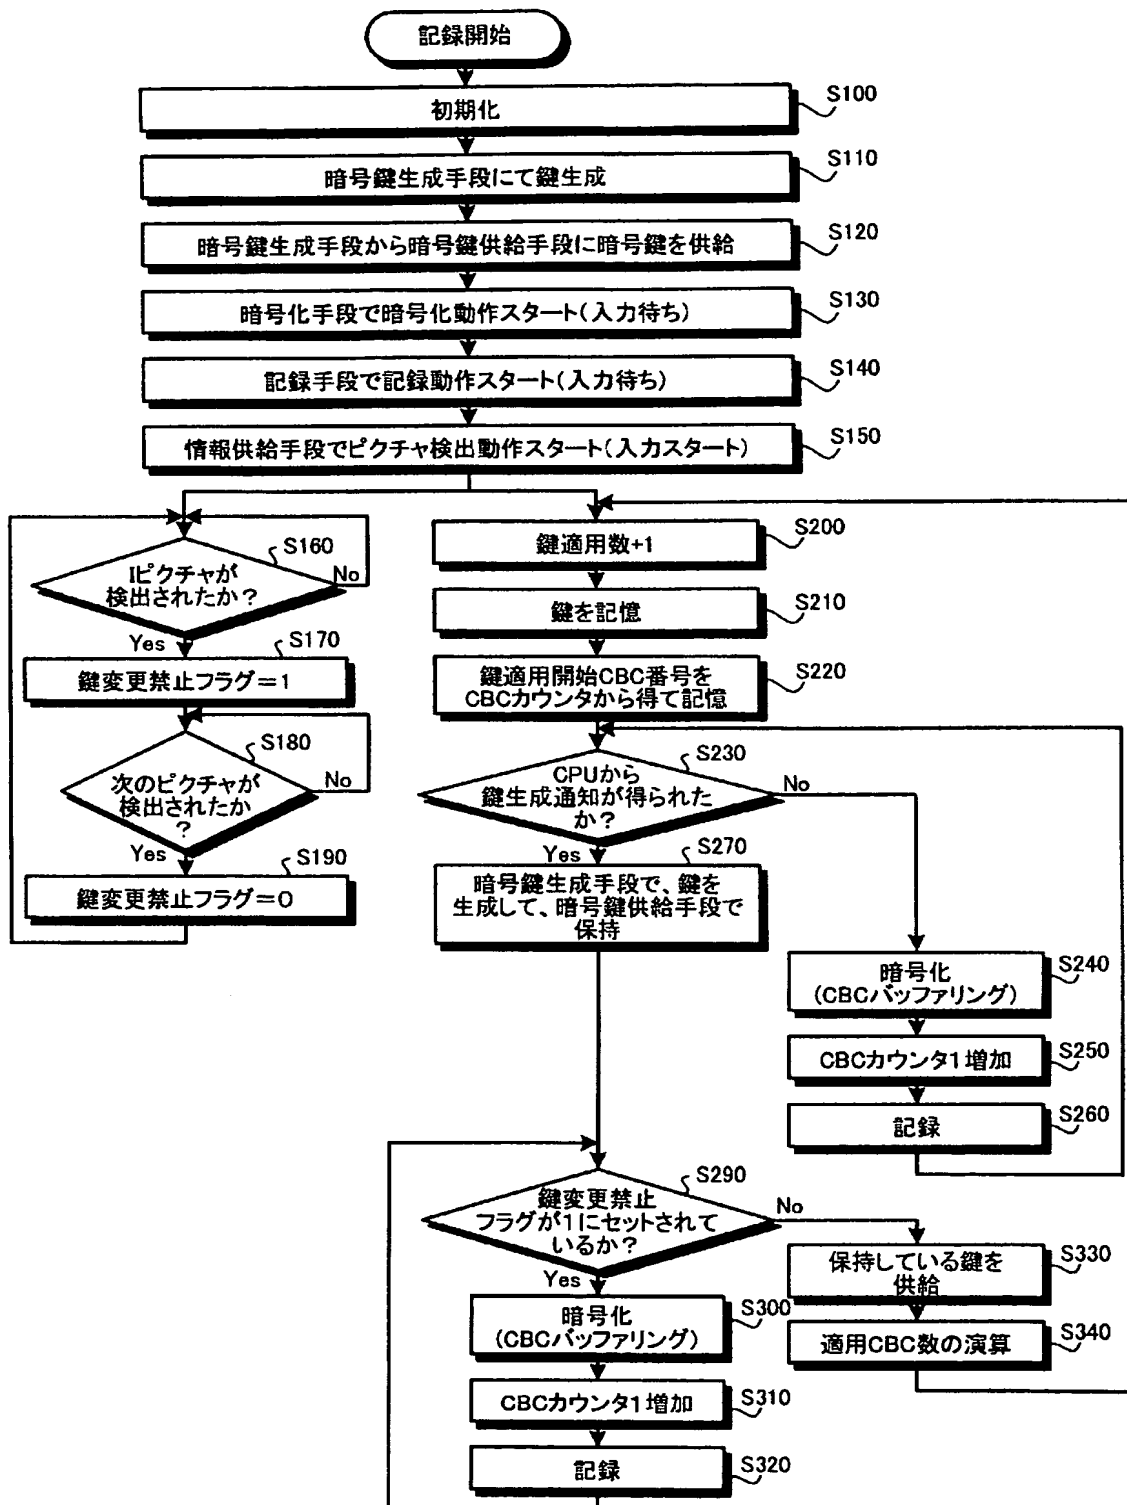 記録開始
初期化
S100
暗号鍵生成手段にて鍵生成
S110
暗号鍵生成手段から暗号鍵供給手段に暗号鍵を供給
S120
暗号化手段で暗号化動作スタート(入力待ち)
S130
記録手段で記録動作スタート(入力待ち)
S140
情報供給手段でピクチャ検出動作スタート(入力スタート)
S150
S160
Iピクチャが
検出されたか?
No
Yes
S170
鍵変更禁止フラグ=1
S180
次のピクチャが
検出されたか
?
No
Yes
S190
鍵変更禁止フラグ=0
鍵適用数+1
S200
鍵を記憶
S210
鍵適用開始CBC番号を
CBCカウンタから得て記憶
S220
S230
CPUから
鍵生成通知が得られた
か?
No
Yes
S270
暗号鍵生成手段で、鍵を
生成して、暗号鍵供給手段で
保持
暗号化
(CBCバッファリング)
S240
CBCカウンタ1増加
S250
記録
S260
S290
鍵変更禁止
フラグが1にセットされて
いるか?
No
Yes
暗号化
(CBCバッファリング)
S300
CBCカウンタ1増加
S310
記録
S320
保持している鍵を
供給
S330
適用CBC数の演算
S340